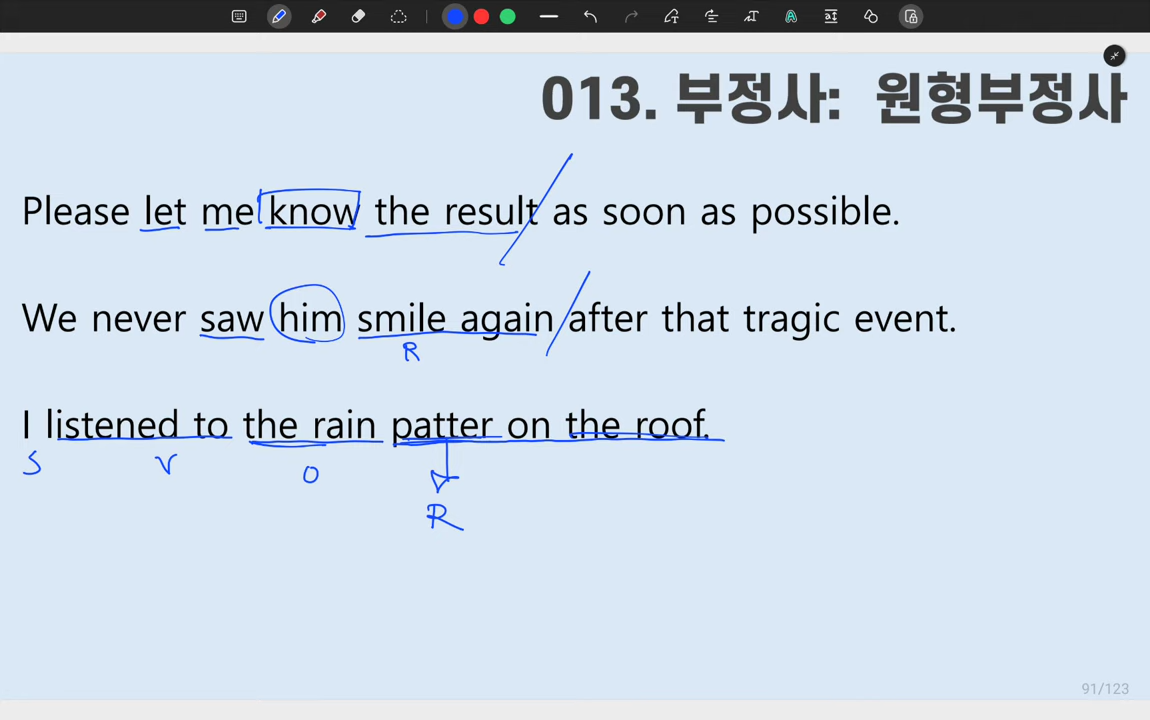 013. 부정사: 원형부정사
Please let me know the result as soon as possible.
We never saw him smile again after that tragic event.
R
I listened to the rain patter on the roof.
S V O
R
91/123